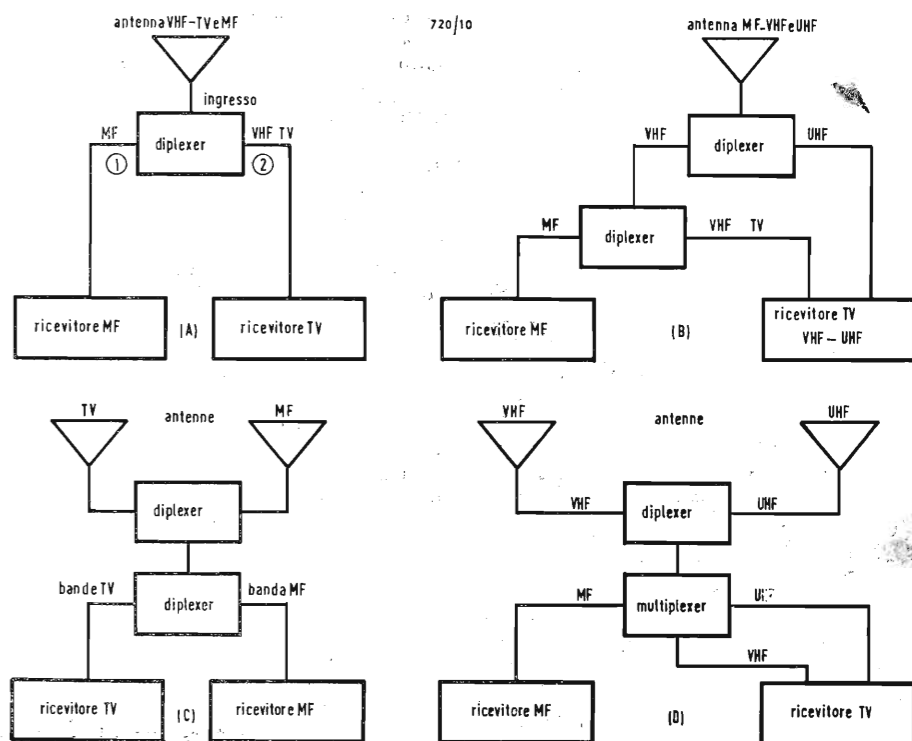 antenna VHF-TV e MF
720/10
antenna MF-VHF e UHF
ingresso
MF
diplexer
VHF TV
1
2
VHF
diplexer
UHF
MF
diplexer
VHF TV
ricevitore MF
(A)
ricevitore TV
ricevitore MF
(B)
ricevitore TV
VHF - UHF
TV
antenne
MF
VHF
antenne
UHF
diplexer
VHF
diplexer
UHF
bande TV
diplexer
banda MF
MF
multiplexer
VHF
ricevitore TV
(C)
ricevitore MF
ricevitore MF
(D)
ricevitore TV